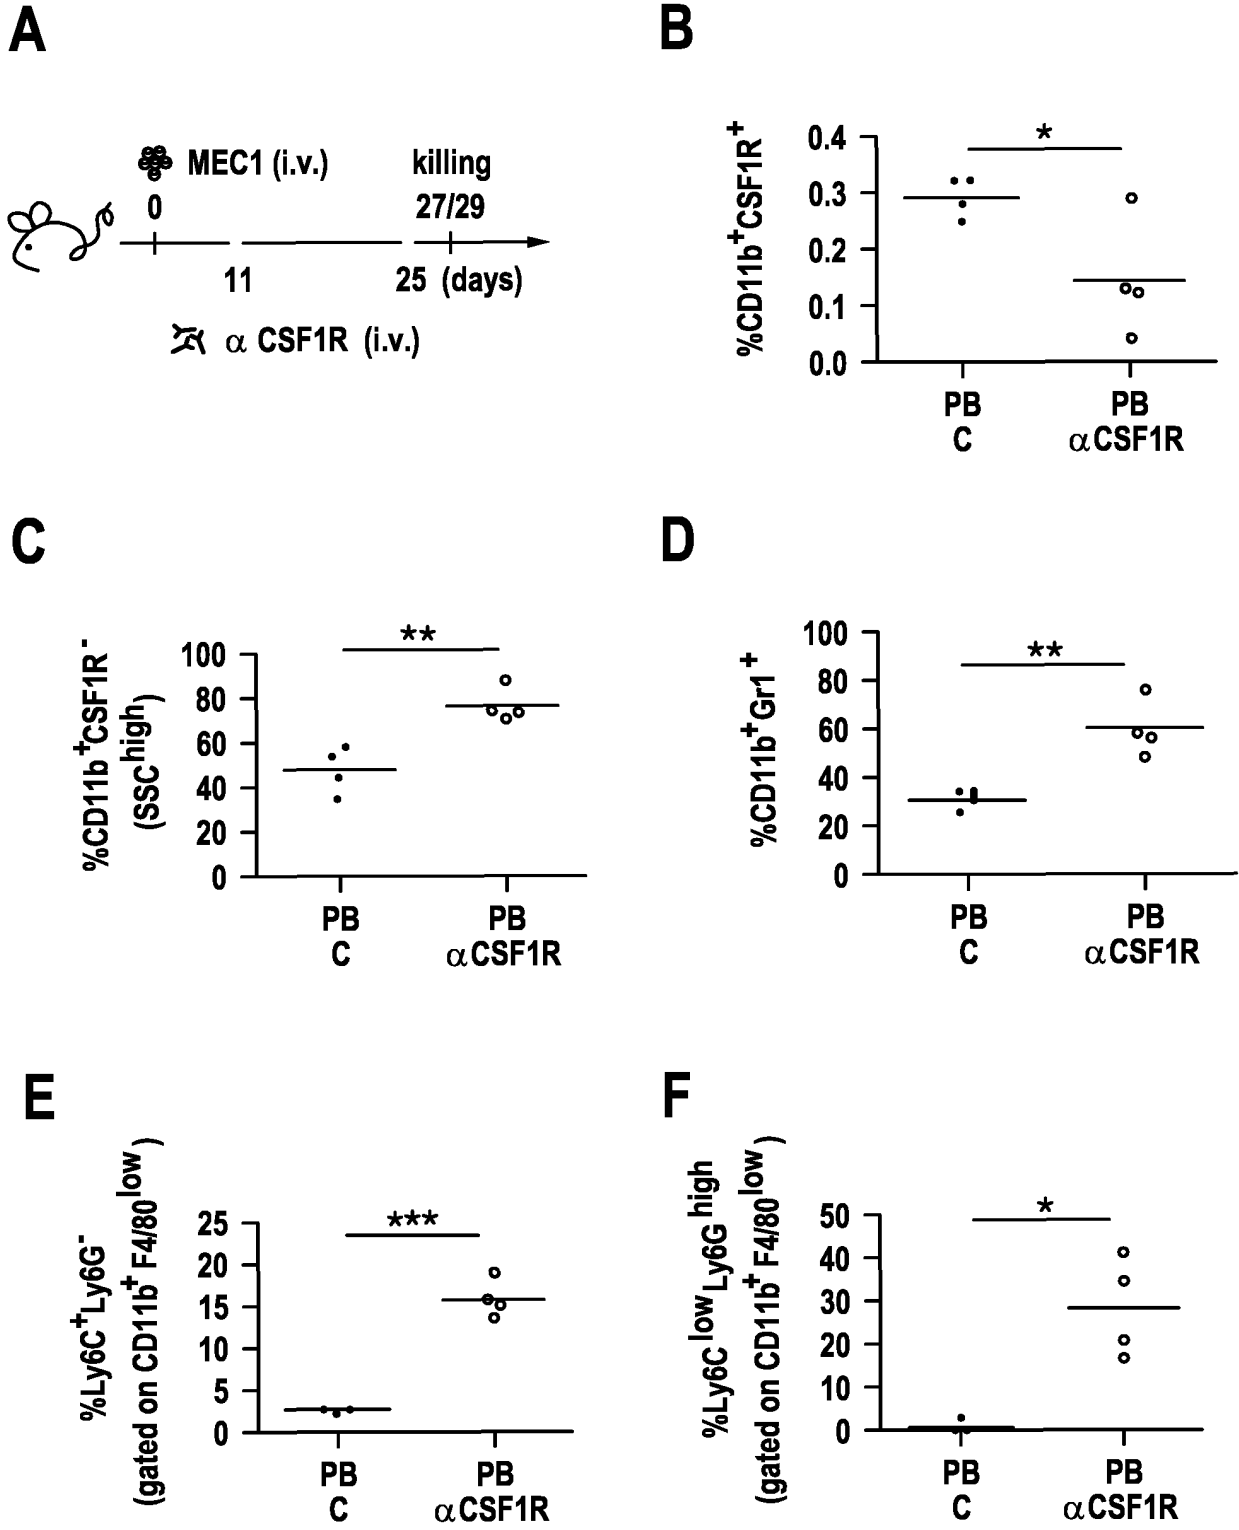 A
MEC1 (i.v.)
killing
0
27/29
11
25 (days)
α CSF1R (i.v.)
B
%CD11b+CSF1R+
0.4
0.3
0.2
0.1
0.0
*
PB
C
PB
αCSF1R
C
%CD11b+CSF1R-
(SSChigh)
100
80
60
40
20
0
**
PB
C
PB
αCSF1R
D
%CD11b+Gr1+
100
80
60
40
20
0
**
PB
C
PB
αCSF1R
E
%Ly6C+Ly6G-
(gated on CD11b+ F4/80low)
25
20
15
10
5
0
***
PB
C
PB
αCSF1R
F
%Ly6ClowLy6Ghigh
(gated on CD11b+ F4/80low)
50
40
30
20
10
0
*
PB
C
PB
αCSF1R